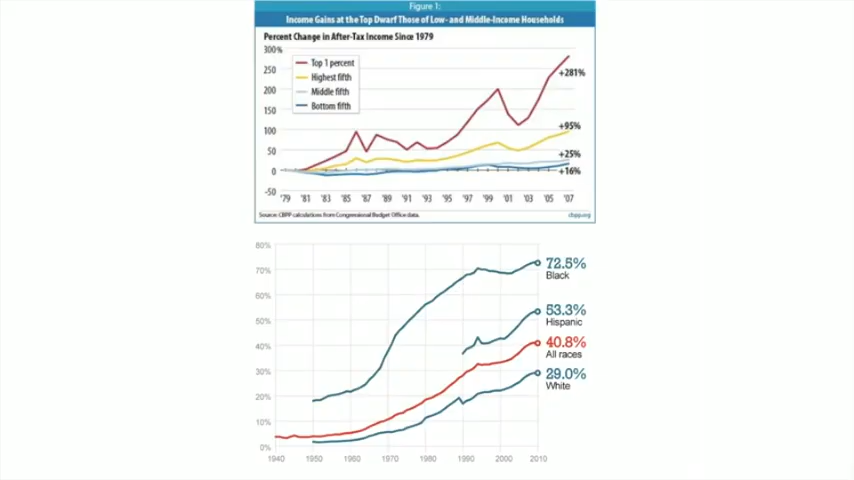 Figure 1:
Income Gains at the Top Dwarf Those of Low- and Middle-Income Households
Percent Change in After-Tax Income Since 1979
300%
250
200
150
100
50
0
-50
Top 1 percent
Highest fifth
Middle fifth
Bottom fifth
+281%
+95%
+25%
+16%
'79 '81 '83 '85 '87 '89 '91 '93 '95 '97 '99 '01 '03 '05 '07
Source: CBPP calculations from Congressional Budget Office data. cbpp.org
80%
70%
60%
50%
40%
30%
20%
10%
0%
72.5%
Black
53.3%
Hispanic
40.8%
All races
29.0%
White
1940 1950 1960 1970 1980 1990 2000 2010